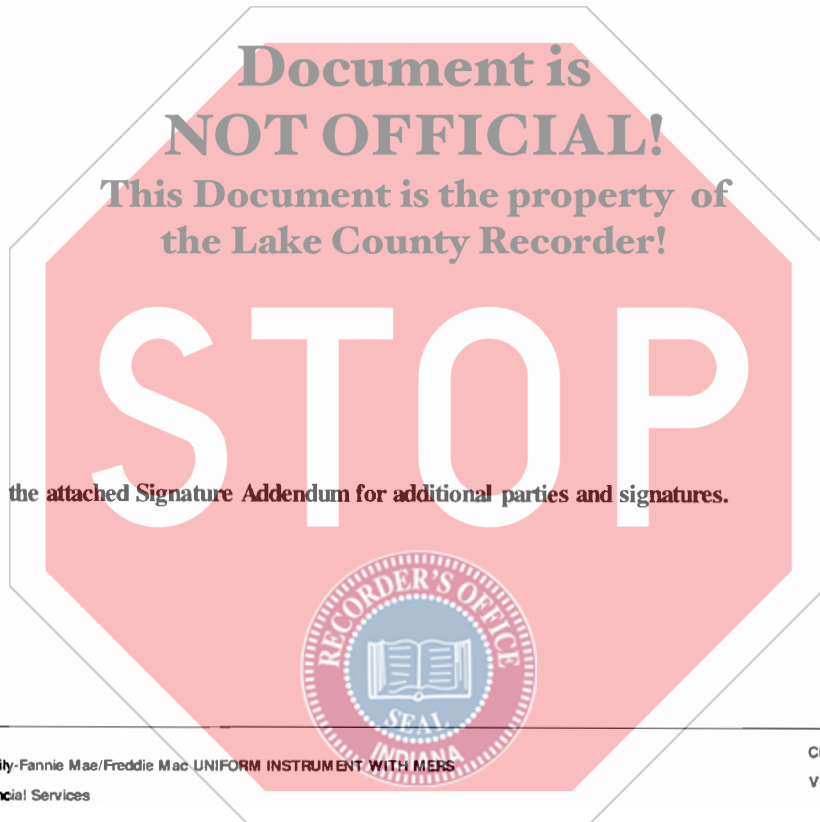 Document is
NOT OFFICIAL!
This Document is the property of
the Lake County Recorder!
STOP
the attached Signature Addendum for additional parties and signatures.
RECORDER'S OFFICE
SEAL
INDIANA
ily-Fannie Mae/Freddie Mac UNIFORM INSTRUMENT WITH MERS
ncial Services